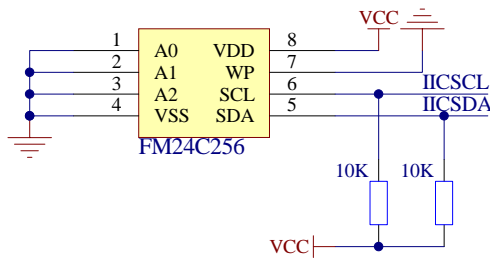 VCC
1 A0 VDD 8
2 A1 WP 7
3 A2 SCL 6 IICSCL
4 VSS SDA 5 IICSDA
FM24C256
10K 10K
VCC